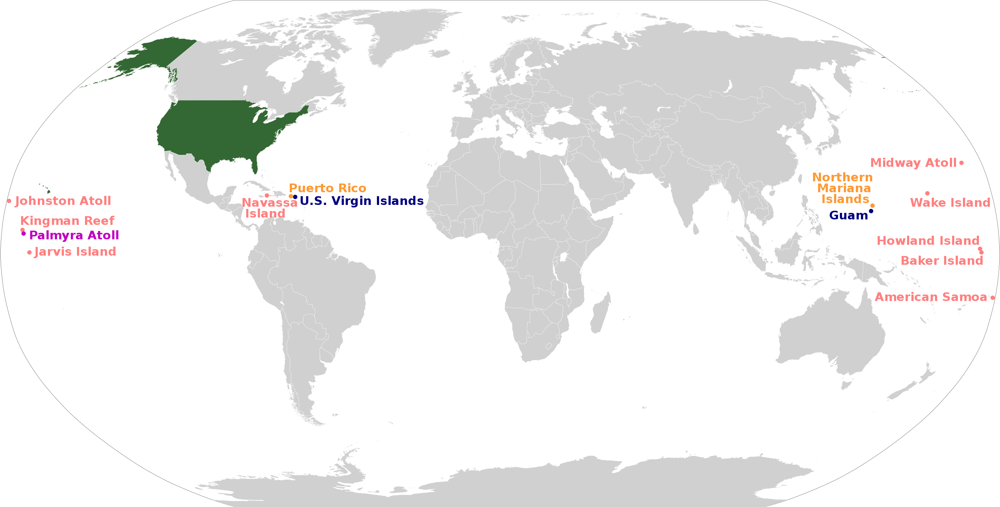 Midway Atoll
Northern
Mariana
Islands
Puerto Rico
Johnston Atoll
U.S. Virgin Islands
Navassa
Island
Wake Island
Guam
Kingman Reef
Palmyra Atoll
Howland Island
Jarvis Island
Baker Island
American Samoa